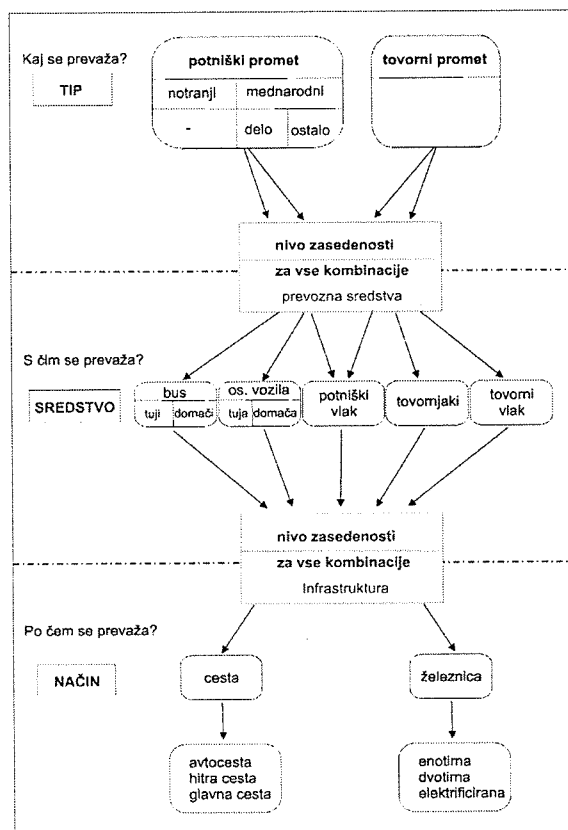 Kaj se prevaža?
TIP
potniški promet
notranji mednarodni
- delo ostalo
tovorni promet
nivo zasedenosti
za vse kombinacije
prevozna sredstva
S čim se prevaža?
SREDSTVO
bus
tuji domači
os. vozila
tuja domača
potniški
vlak
tovornjaki
tovorni
vlak
nivo zasedenosti
za vse kombinacije
Infrastruktura
Po čem se prevaža?
NAČIN
cesta
železnica
avtocesta
hitra cesta
glavna cesta
enotirna
dvotirna
elektrificirana